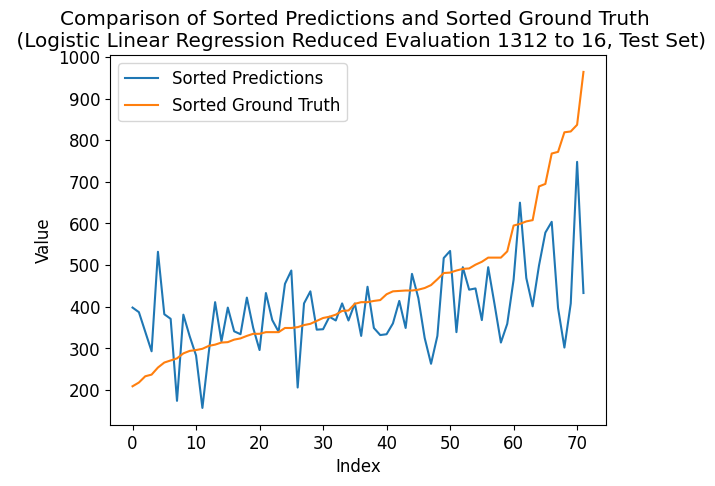 Comparison of Sorted Predictions and Sorted Ground Truth
(Logistic Linear Regression Reduced Evaluation 1312 to 16, Test Set)
Sorted Predictions
Sorted Ground Truth
Value
1000
900
800
700
600
500
400
300
200
0 10 20 30 40 50 60 70
Index